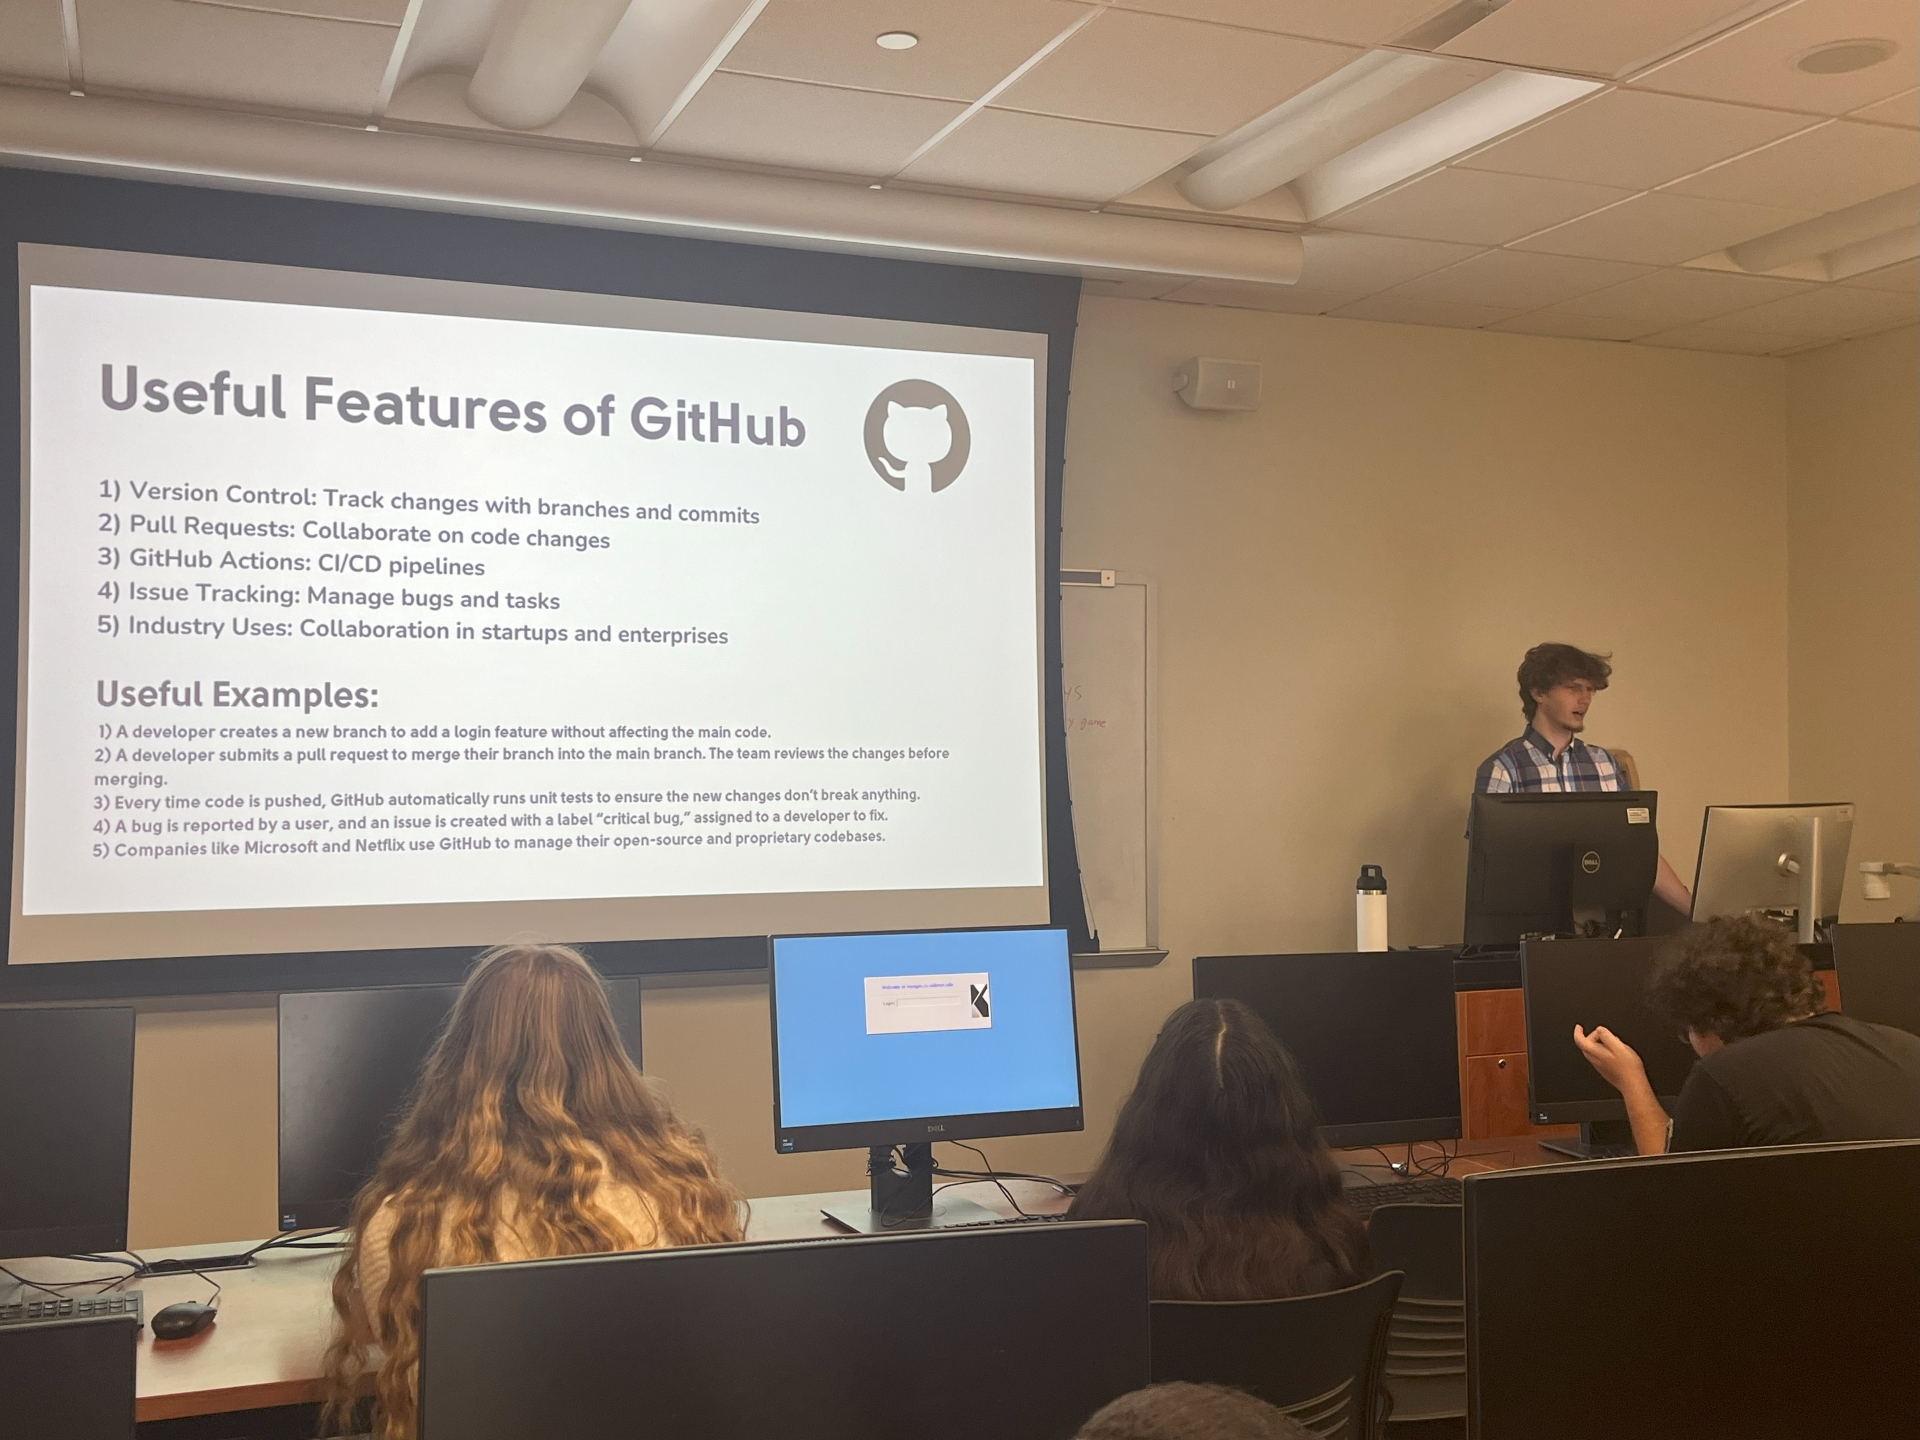 Useful Features of GitHub
1) Version Control: Track changes with branches and commits
2) Pull Requests: Collaborate on code changes
3) GitHub Actions: CI/CD pipelines
4) Issue Tracking: Manage bugs and tasks
5) Industry Uses: Collaboration in startups and enterprises
Useful Examples:
1) A developer creates a new branch to add a login feature without affecting the main code.
2) A developer submits a pull request to merge their branch into the main branch. The team reviews the changes before
merging.
3) Every time code is pushed, GitHub automatically runs unit tests to ensure the new changes don't break anything.
4) A bug is reported by a user, and an issue is created with a label “critical bug,” assigned to a developer to fix.
5) Companies like Microsoft and Netflix use GitHub to manage their open-source and proprietary codebases.
game
DELL
Welcome to
Login:
DELL